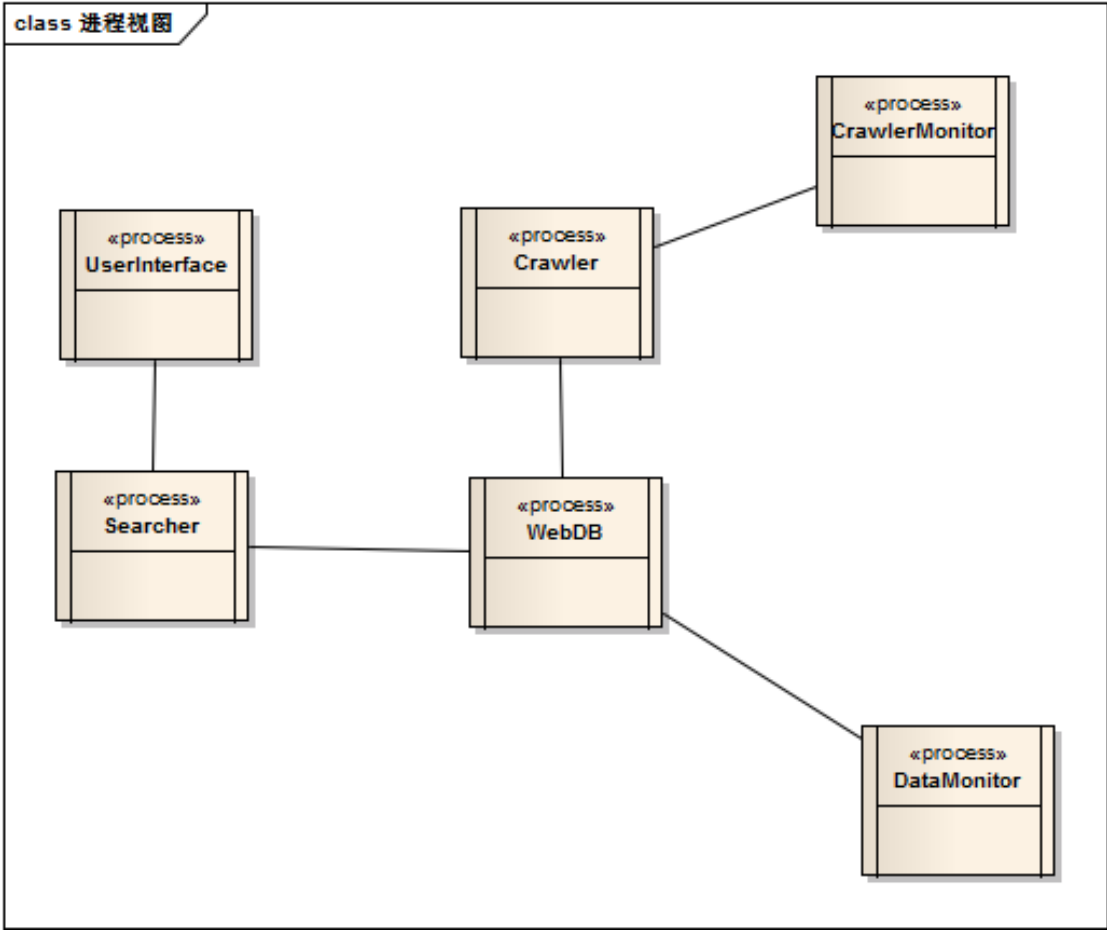 class 进程视图
«process»
CrawlerMonitor
«process»
UserInterface
«process»
Crawler
«process»
Searcher
«process»
WebDB
«process»
DataMonitor